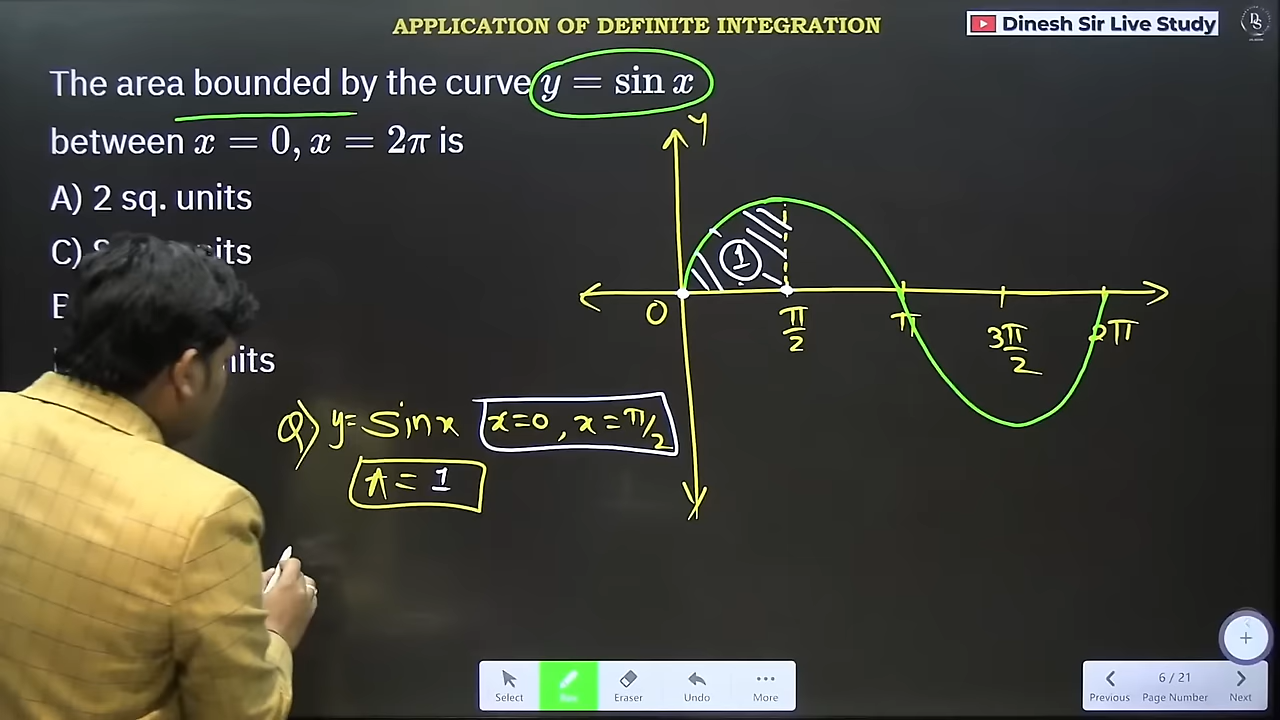 APPLICATION OF DEFINITE INTEGRATION
Dinesh Sir Live Study
DS
The area bounded by the curve y = sin x
between x = 0, x = 2π is
A) 2 sq. units
C)
Y
1
0
π/2
π
3π/2
2π
Q) y = sin x x=0, x=π/2
A = 1
Select
Eraser
Undo
More
Previous
6 / 21
Page Number
Next